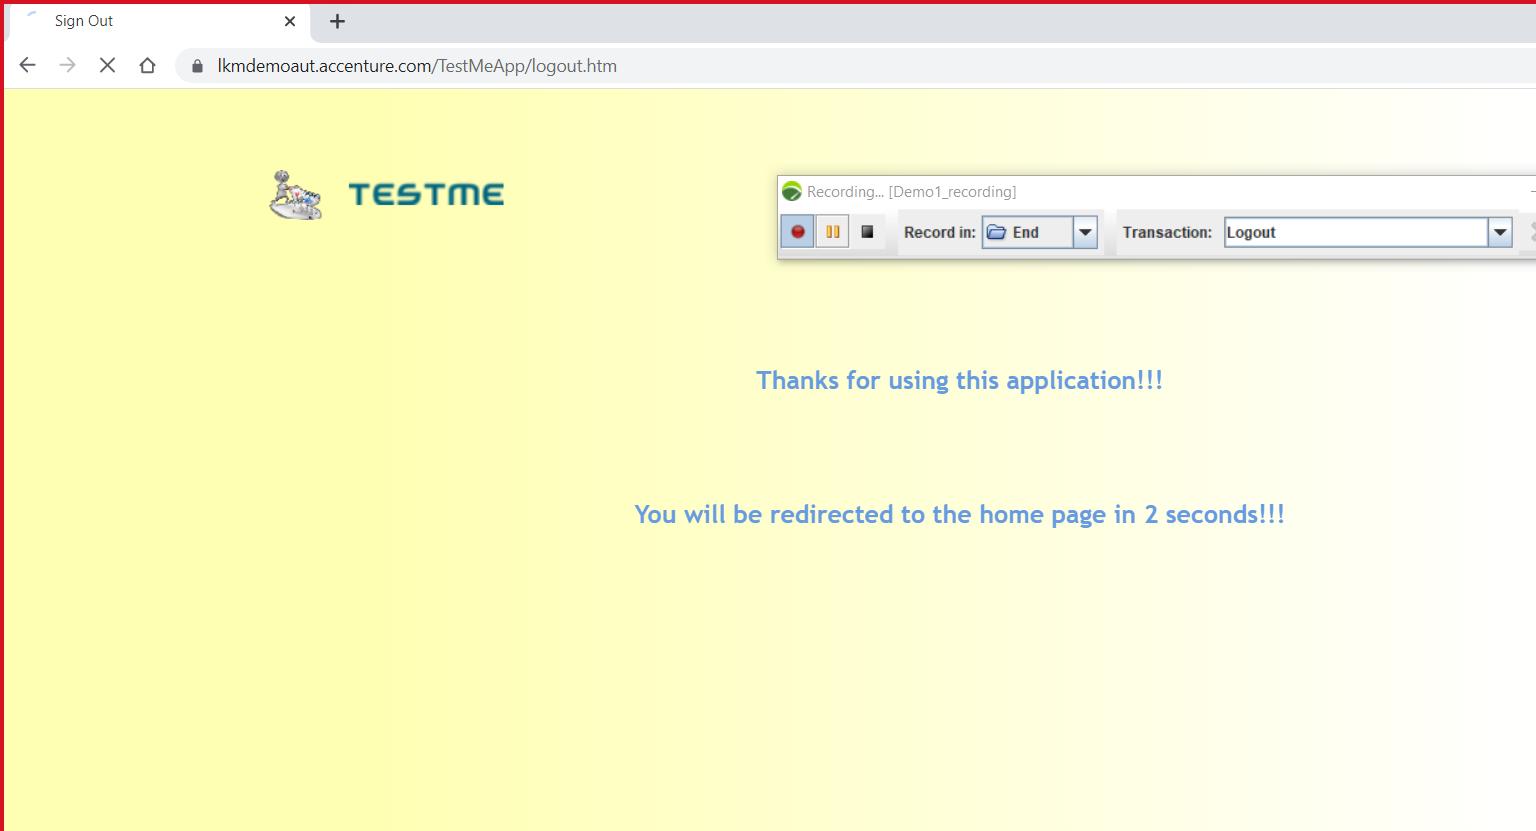 Sign Out
lkmdemoaut.accenture.com/TestMeApp/logout.htm
TESTME
Recording... [Demo1_recording]
Record in: End Transaction: Logout
Thanks for using this application!!!
You will be redirected to the home page in 2 seconds!!!